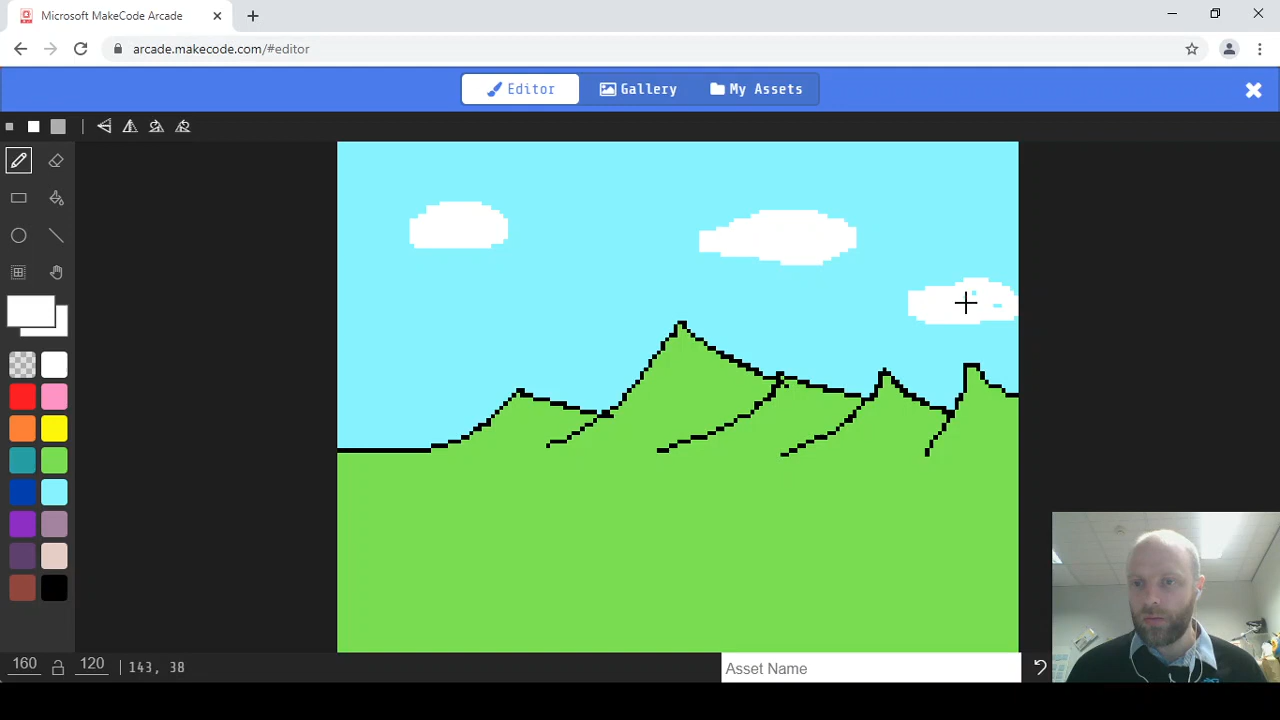 Microsoft MakeCode Arcade
arcade.makecode.com/#editor
Editor
Gallery
My Assets
160
120
143, 38
Asset Name